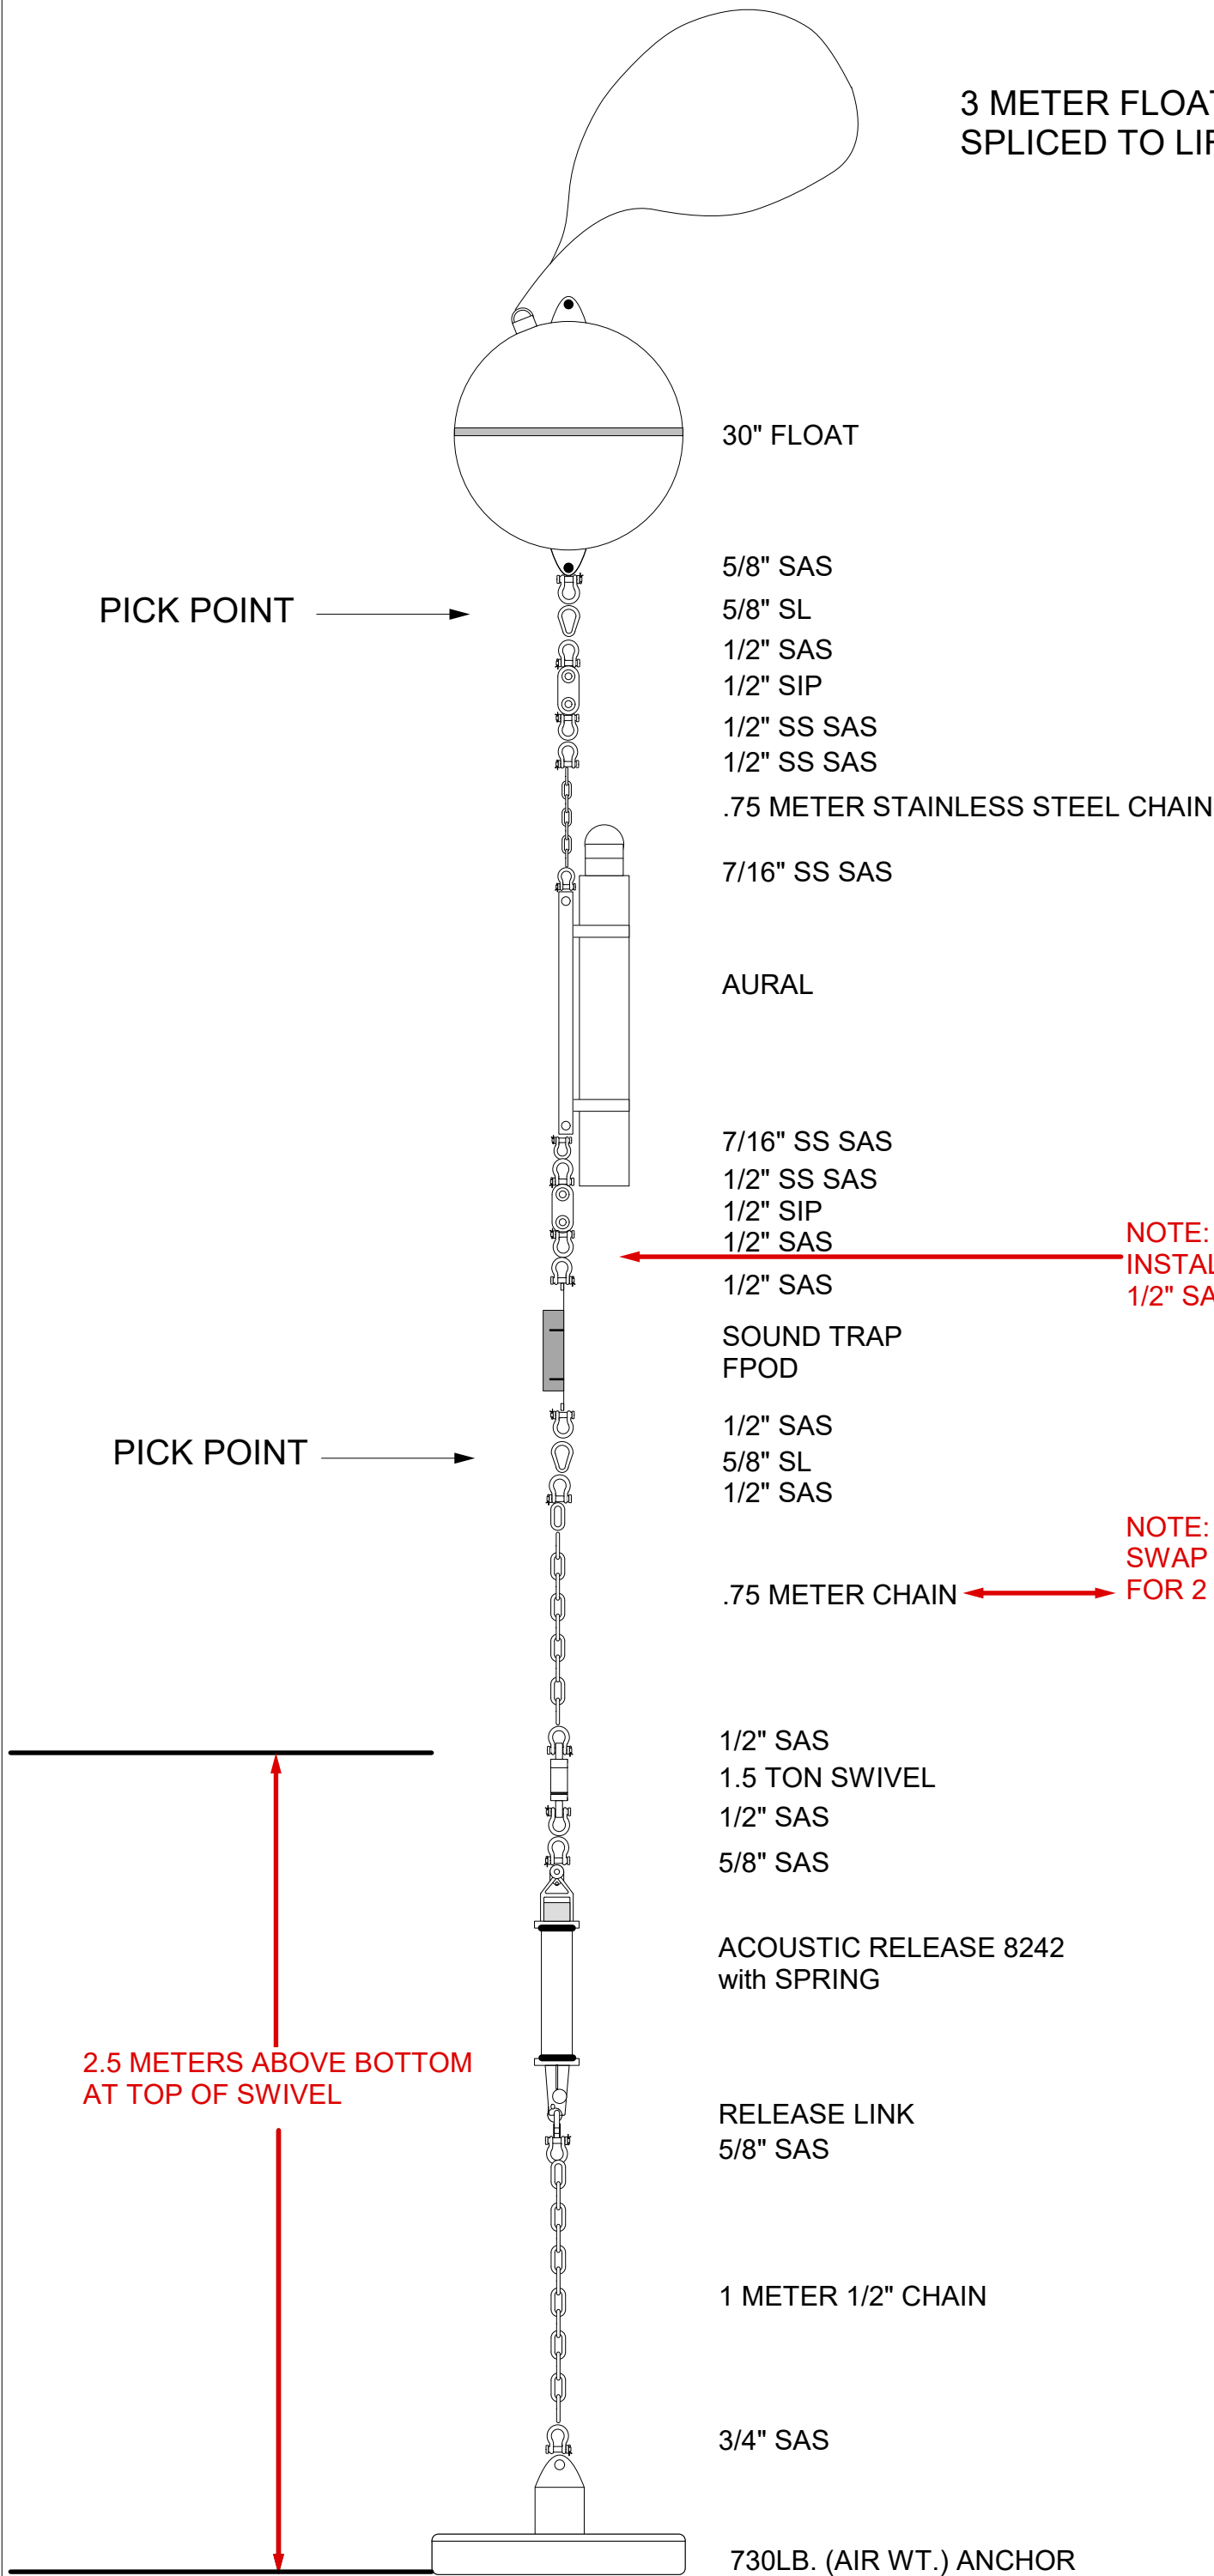 3 METER FLOAT
SPLICED TO
30" FLOAT
5/8" SAS
PICK POINT
5/8" SL
1/2" SAS
1/2" SIP
1/2" SS SAS
1/2" SS SAS
.75 METER STAINLESS STEEL CHAIN
7/16" SS SAS
AURAL
7/16" SS SAS
1/2" SS SAS
1/2" SIP
1/2" SAS
NOTE:
1/2" SAS
1/2"
SOUND TRAP
FPOD
1/2" SAS
PICK POINT
5/8" SL
1/2" SAS
NOTE:
SWAP
FOR 2
.75 METER CHAIN
1/2" SAS
1.5 TON SWIVEL
1/2" SAS
5/8" SAS
ACOUSTIC RELEASE 8242
with SPRING
2.5 METERS ABOVE BOTTOM
AT TOP OF SWIVEL
RELEASE LINK
5/8" SAS
1 METER 1/2" CHAIN
3/4" SAS
730LB. (AIR WT.) ANCHOR